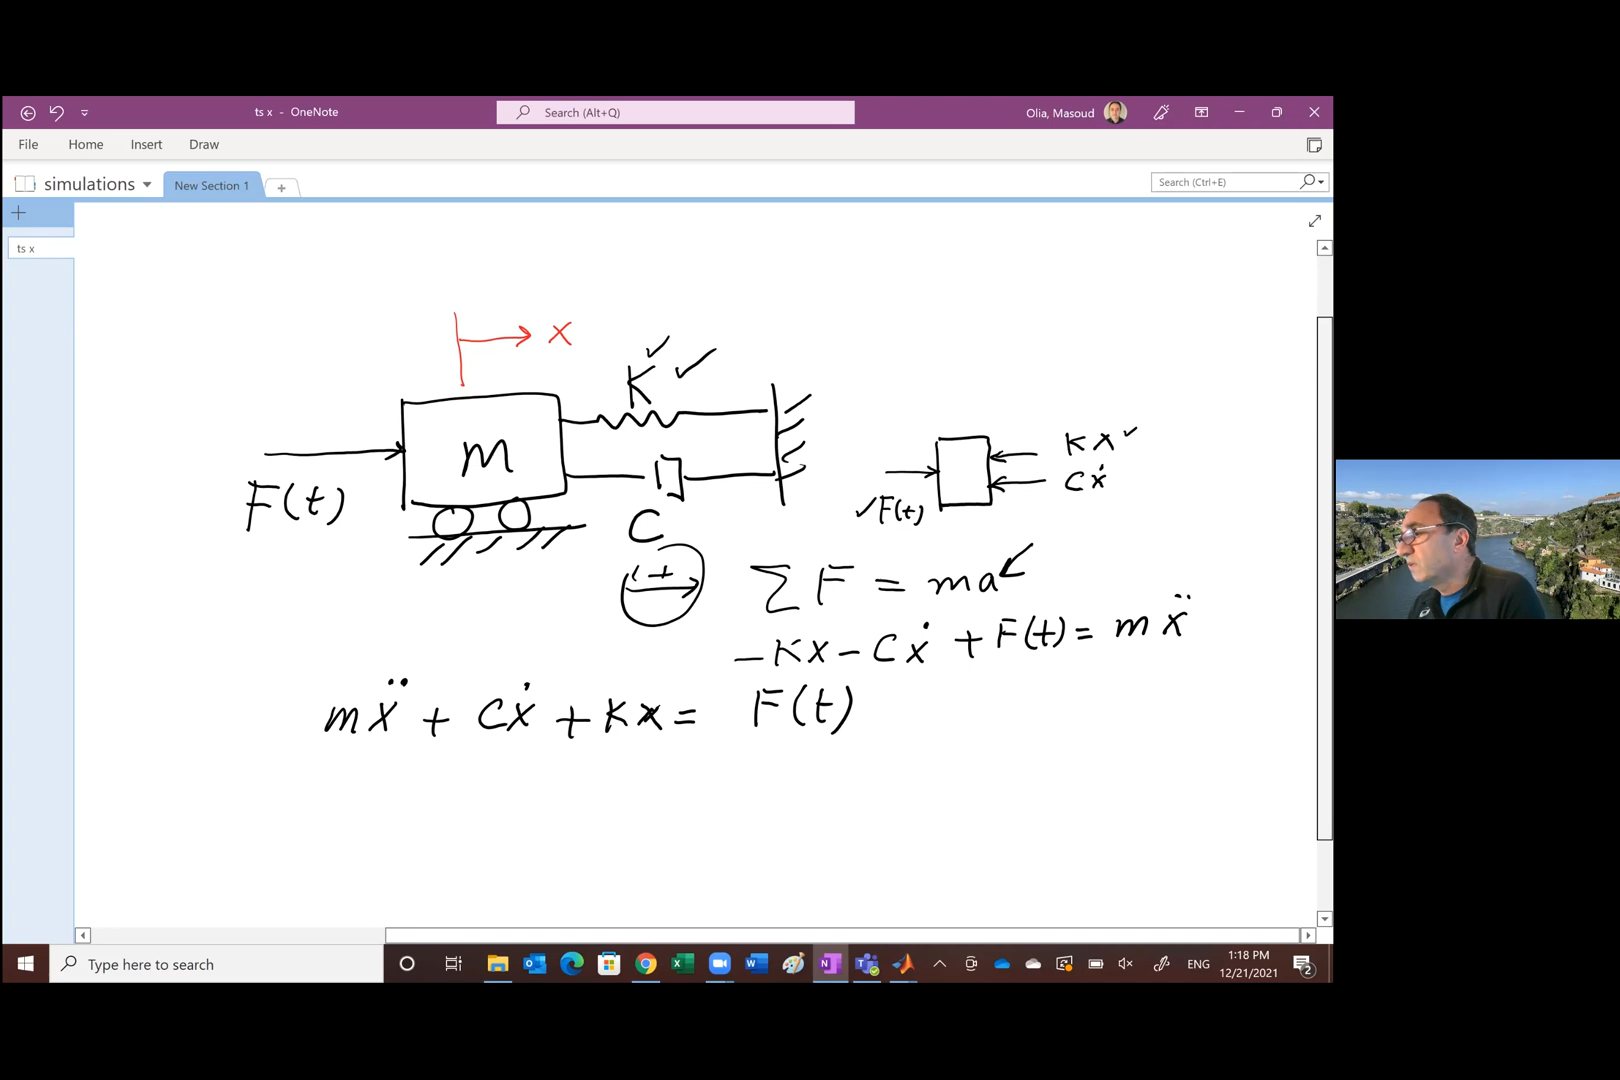 ts x - OneNote
Search (Alt+Q)
Olia, Masoud
File Home Insert Draw
simulations
New Section 1
Search (Ctrl+E)
ts x
x
K
m
F(t)
C
Kx
Cẋ
F(t)
(+
∑F = ma
-Kx - Cẋ + F(t) = mẍ
mẍ + Cẋ + Kx = F(t)
Type here to search
ENG
1:18 PM
12/21/2021
2